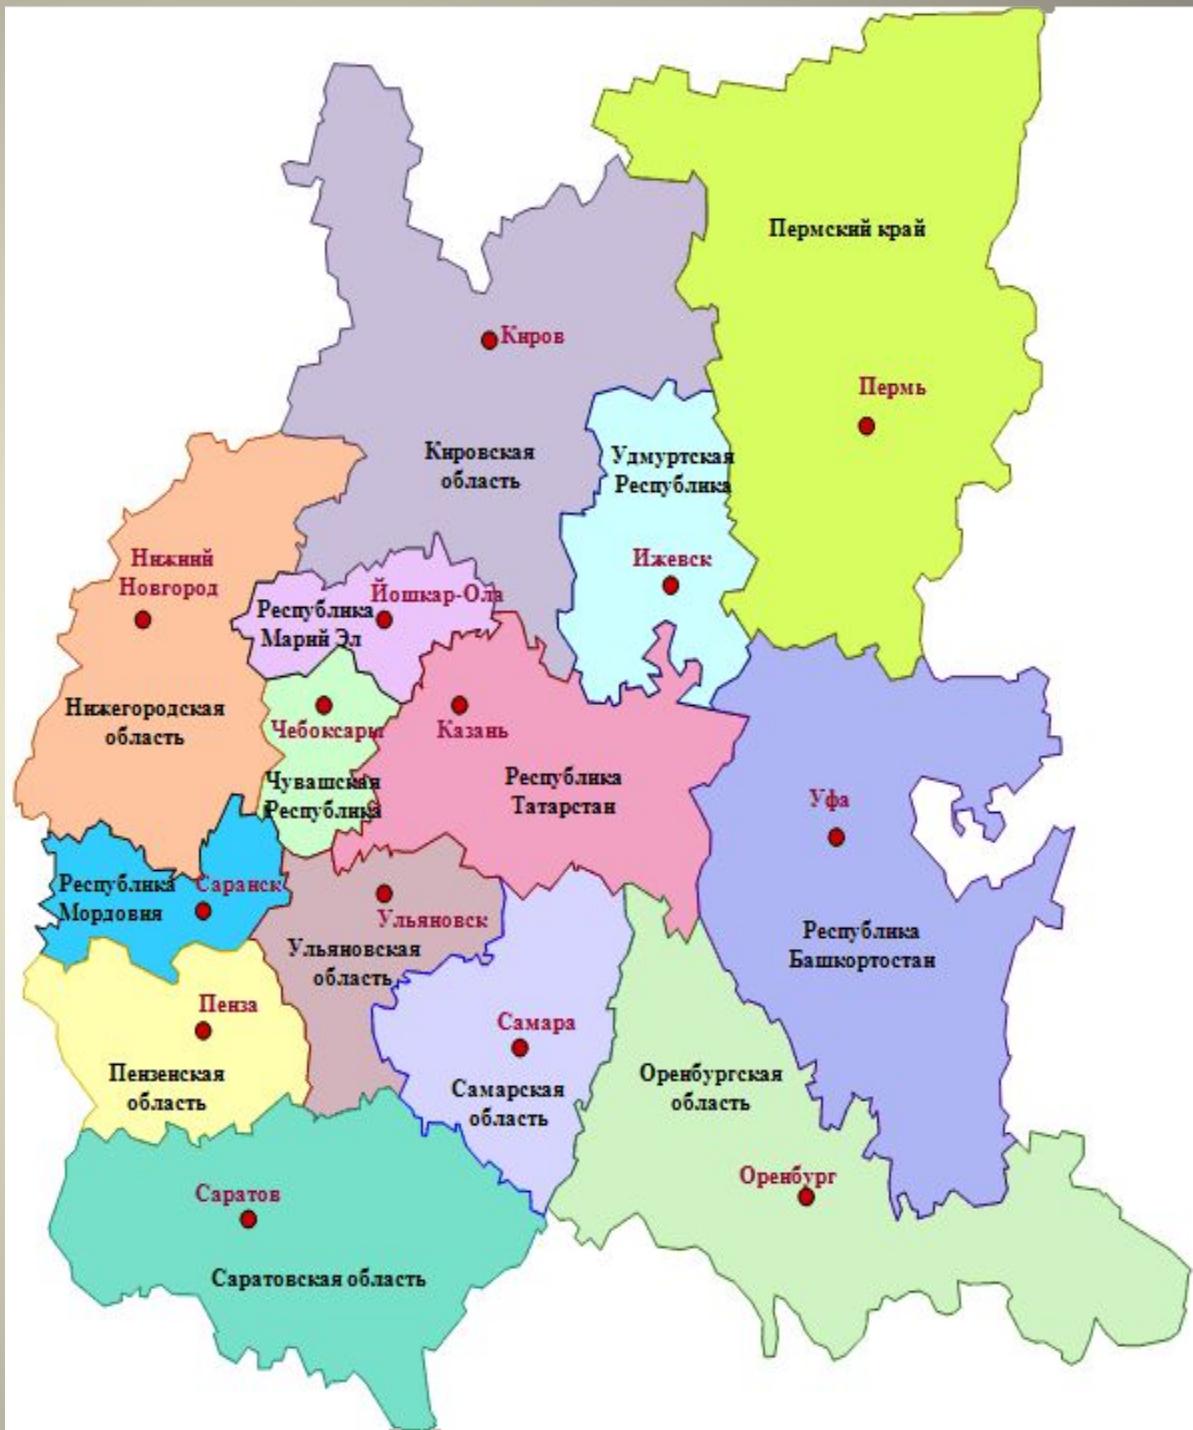 Пермский край
Киров
Пермь
Кировская
область
Удмуртская
Республика
Нижний
Новгород
Ижевск
Йошкар-Ола
Республика
Марий Эл
Нижегородская
область
Чебоксары
Казань
Чувашская
Республика
Республика
Татарстан
Уфа
Республика
Мордовия
Саранск
Ульяновск
Ульяновская
область
Республика
Башкортостан
Пенза
Самара
Пензенская
область
Самарская
область
Оренбургская
область
Саратов
Оренбург
Саратовская область